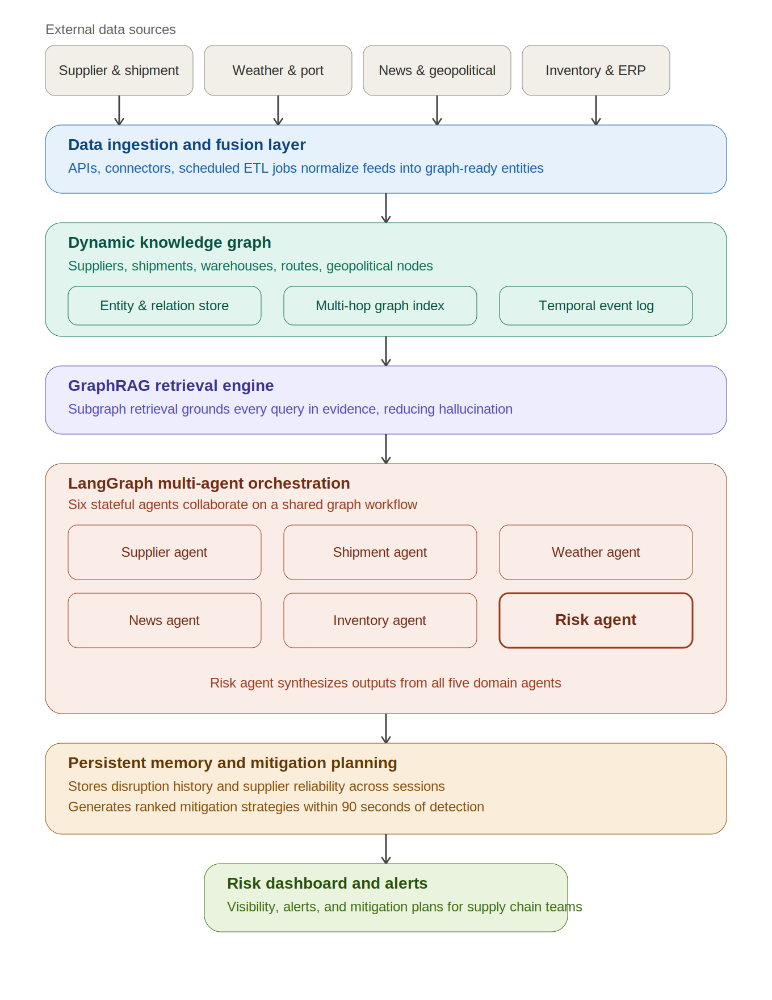 External data sources
Supplier & shipment
Weather & port
News & geopolitical
Inventory & ERP
Data ingestion and fusion layer
APIs, connectors, scheduled ETL jobs normalize feeds into graph-ready entities
Dynamic knowledge graph
Suppliers, shipments, warehouses, routes, geopolitical nodes
Entity & relation store
Multi-hop graph index
Temporal event log
GraphRAG retrieval engine
Subgraph retrieval grounds every query in evidence, reducing hallucination
LangGraph multi-agent orchestration
Six stateful agents collaborate on a shared graph workflow
Supplier agent
Shipment agent
Weather agent
News agent
Inventory agent
Risk agent
Risk agent synthesizes outputs from all five domain agents
Persistent memory and mitigation planning
Stores disruption history and supplier reliability across sessions
Generates ranked mitigation strategies within 90 seconds of detection
Risk dashboard and alerts
Visibility, alerts, and mitigation plans for supply chain teams